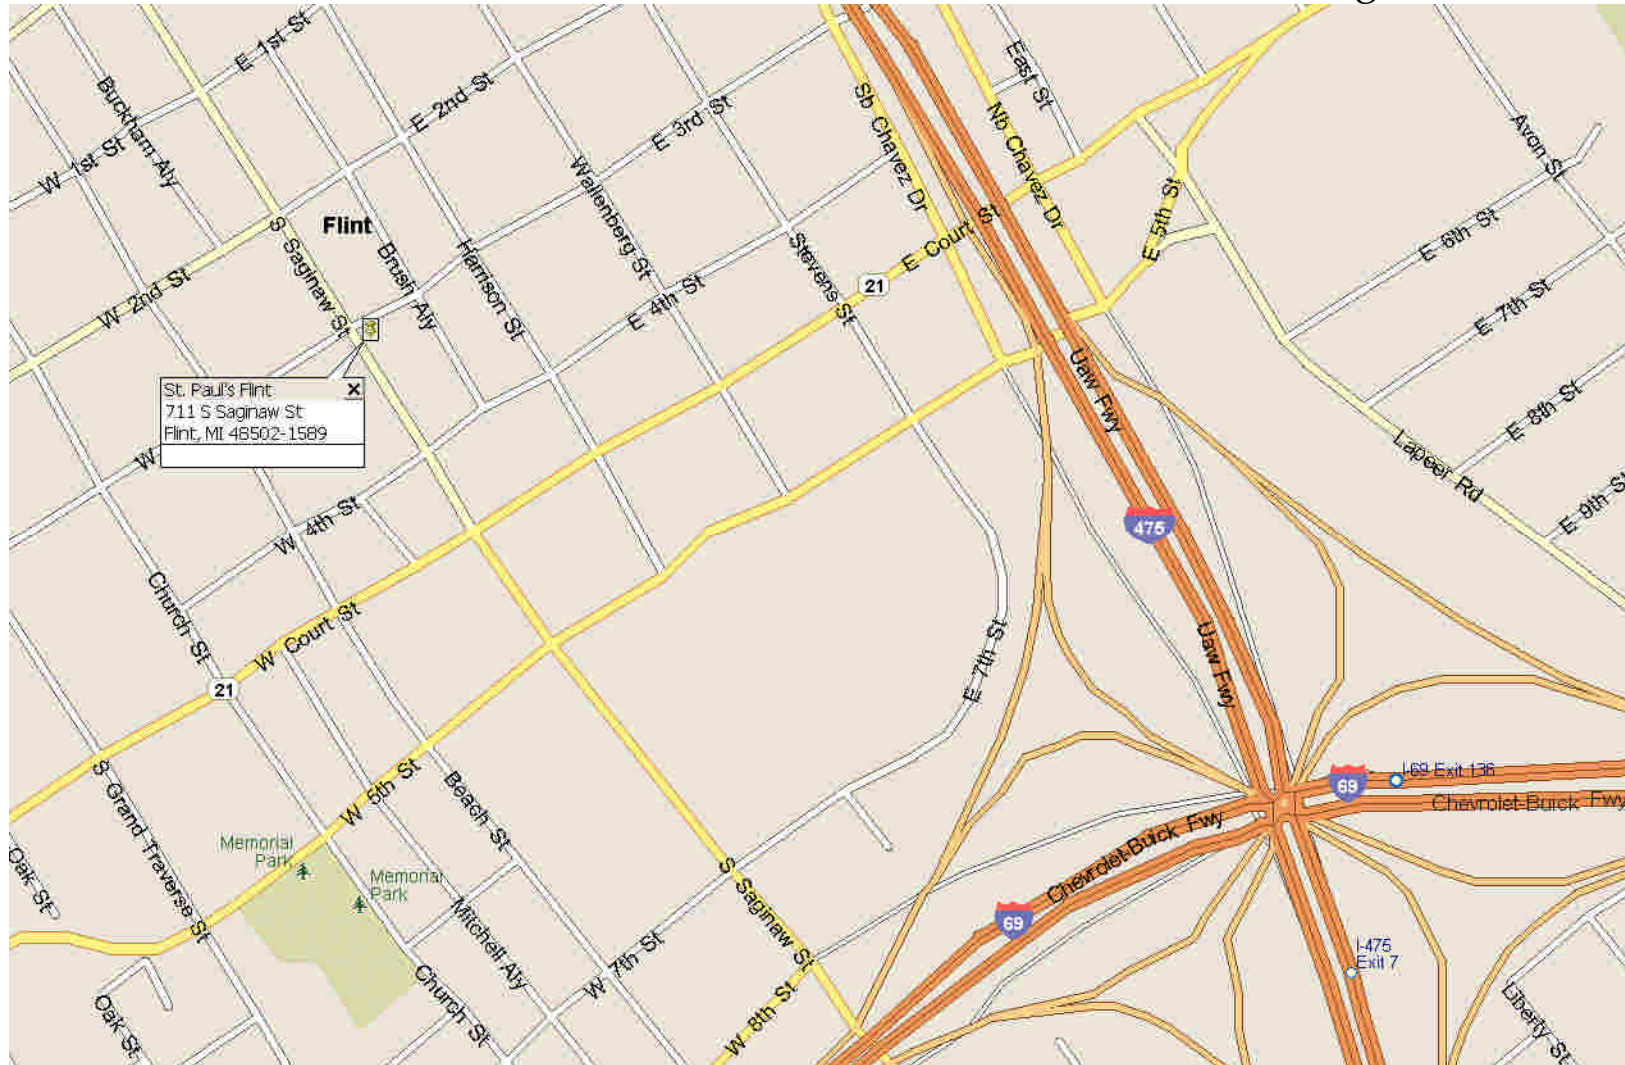 E 1st St
Buckham Aly
W 1st St
E 2nd St
E 3rd St
Sb Chavez Dr
East St
Nb Chavez Dr
Avon St
Flint
S Saginaw St
Brush Aly
Harrison St
Wallenberg St
Stevens St
E Court St
21
E 5th St
E 6th St
W 2nd St
E 4th St
E 7th St
St. Paul's Flint
711 S Saginaw St
Flint, MI 48502-1589
W
Uaw Fwy
E 8th St
Lapeer Rd
E 9th St
475
W 4th St
Church St
W Court St
21
Uaw Fwy
E 7th St
S Grand Traverse St
W 5th St
Beach St
I-69 Exit 136
69
Chevrolet-Buick Fwy
Chevrolet-Buick Fwy
69
Memorial
Park
Memorial
Park
Oak St
Mitchell Aly
S Saginaw St
W 7th St
W 8th St
Church St
Oak St
I-475
Exit 7
Liberty St